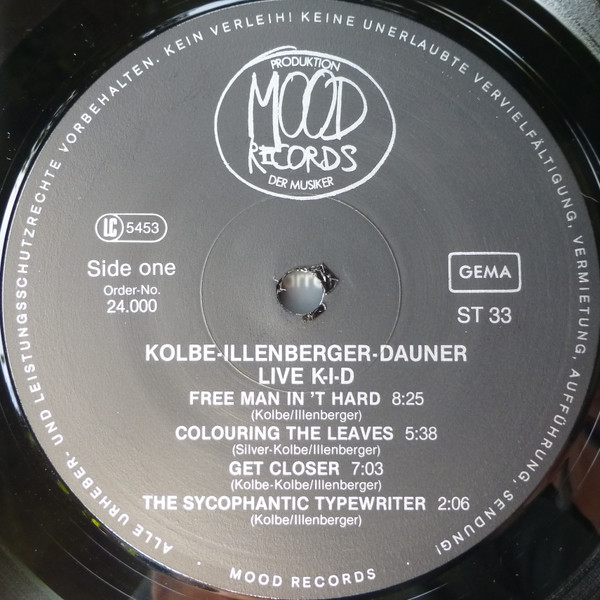 ALLE URHEBER- UND LEISTUNGSSCHUTZRECHTE VORBEHALTEN. KEIN VERLEIH! KEINE UNERLAUBTE VERVIELFÄLTIGUNG, VERMIETUNG, AUFFÜHRUNG, SENDUNG!
PRODUKTION
MOOD
RECORDS
DER MUSIKER
LC 5453
Side one
Order-No.
24.000
GEMA
ST 33
KOLBE-ILLENBERGER-DAUNER
LIVE K-I-D
FREE MAN IN 'T HARD 8:25
(Kolbe/Illenberger)
COLOURING THE LEAVES 5:38
(Silver-Kolbe/Illenberger)
GET CLOSER 7:03
(Kolbe-Kolbe/Illenberger)
THE SYCOPHANTIC TYPEWRITER 2:06
(Kolbe/Illenberger)
· MOOD RECORDS ·